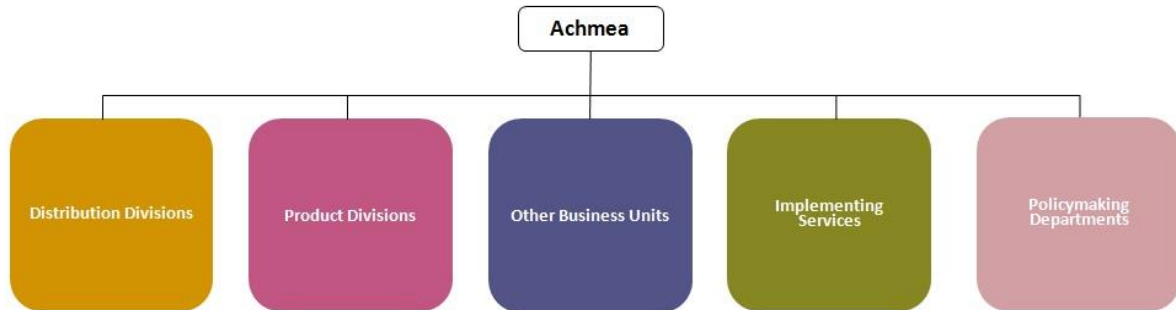 Achmea
Distribution Divisions
Product Divisions
Other Business Units
Implementing
Services
Policymaking
Departments